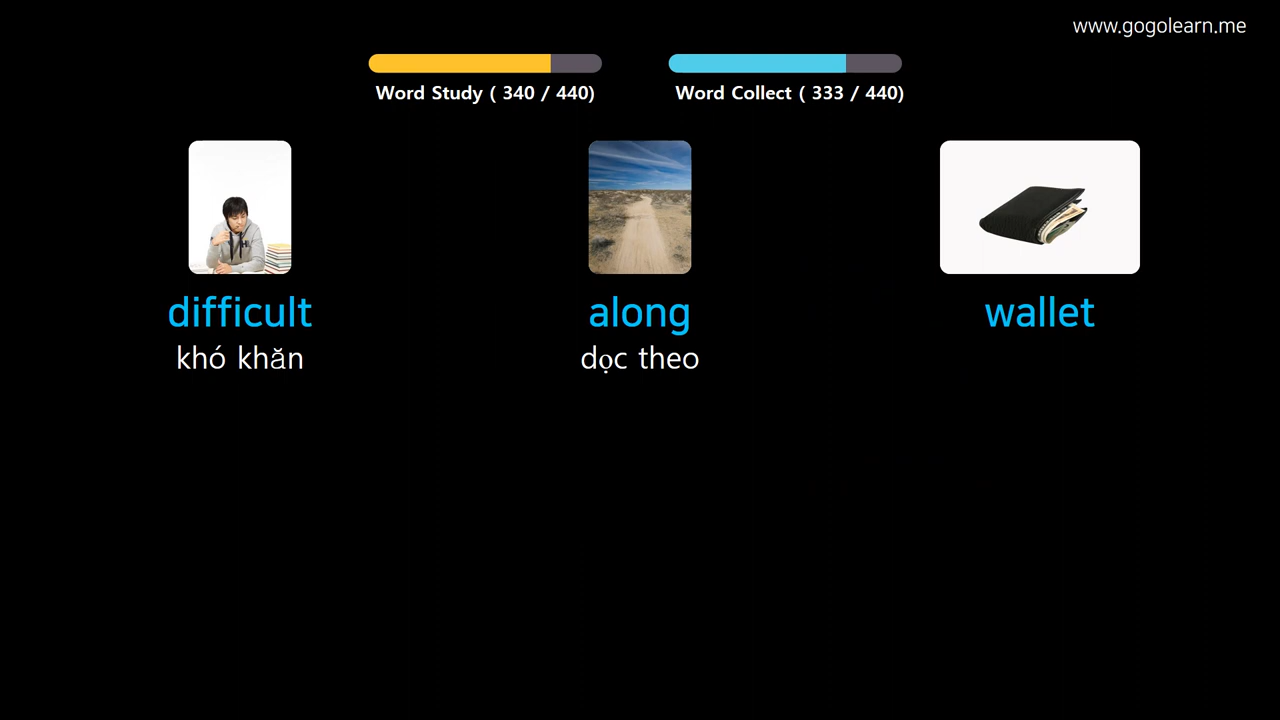 www.gogolearn.me
Word Study ( 340 / 440)
Word Collect ( 333 / 440)
difficult
along
wallet
khó khăn
dọc theo